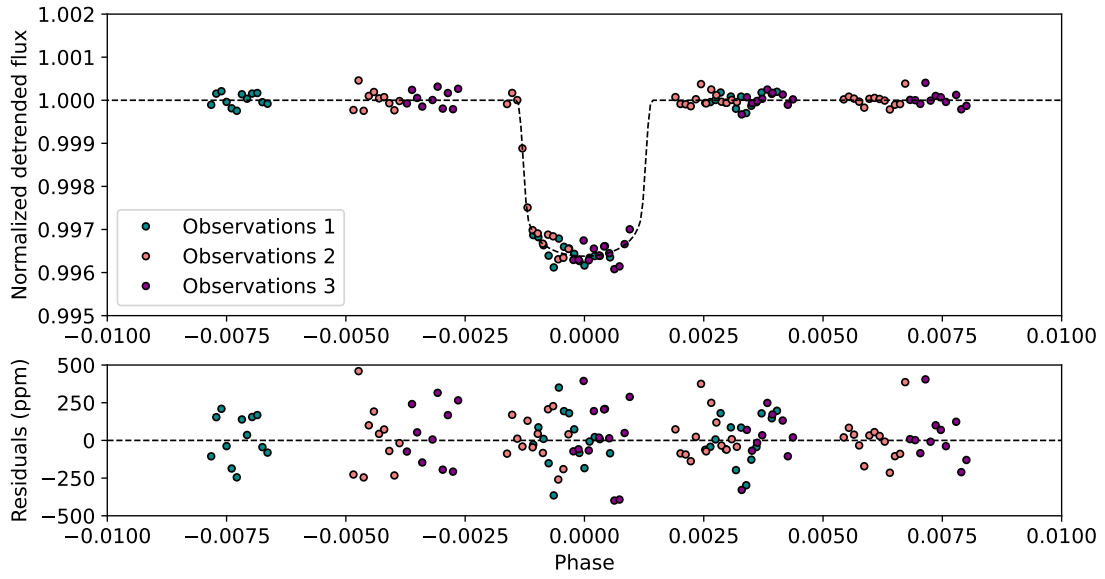 Normalized detrended flux
1.002
1.001
1.000
0.999
0.998
0.997
0.996
0.995
Observations 1
Observations 2
Observations 3
−0.0100 −0.0075 −0.0050 −0.0025 0.0000 0.0025 0.0050 0.0075 0.0100
Residuals (ppm)
500
250
0
−250
−500
−0.0100 −0.0075 −0.0050 −0.0025 0.0000 0.0025 0.0050 0.0075 0.0100
Phase